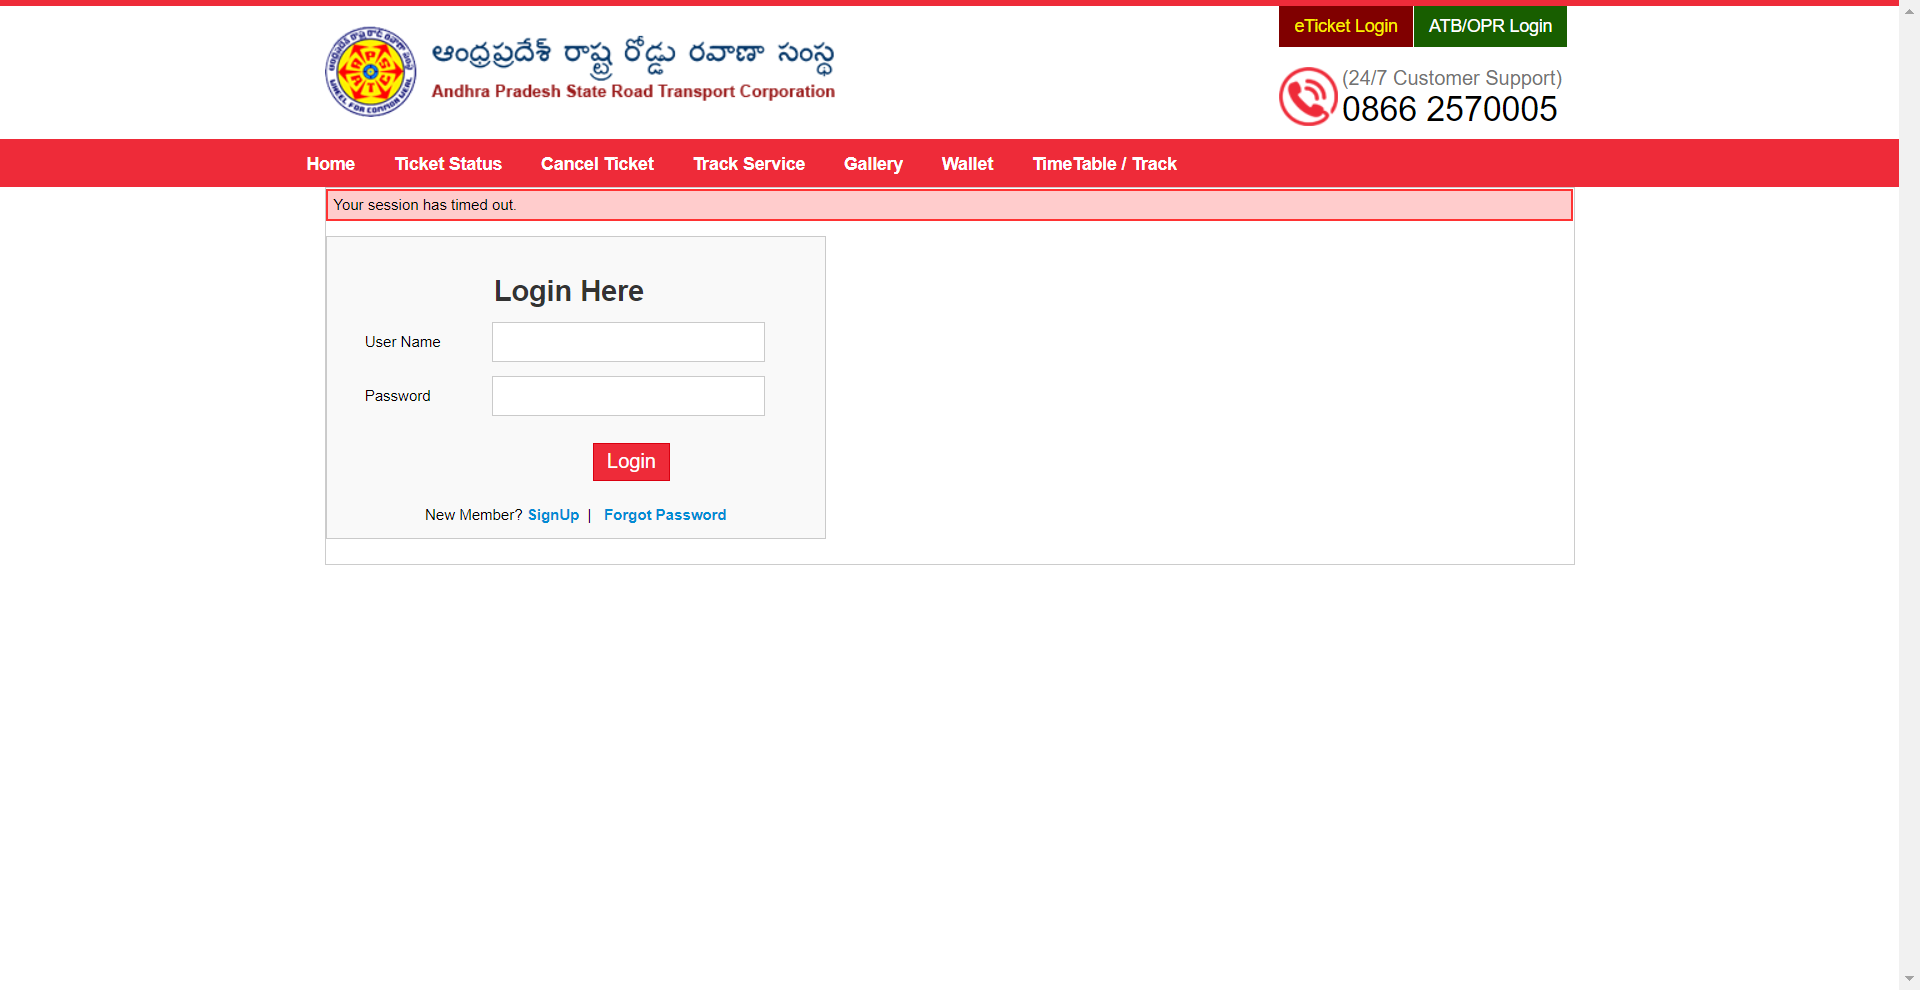 eTicket Login ATB/OPR Login
ఆంధ్రప్రదేశ్ రాష్ట్ర రోడ్డు రవాణా సంస్థ
Andhra Pradesh State Road Transport Corporation
(24/7 Customer Support)
0866 2570005
Home Ticket Status Cancel Ticket Track Service Gallery Wallet TimeTable / Track
Your session has timed out.
Login Here
User Name
Password
Login
New Member? SignUp | Forgot Password